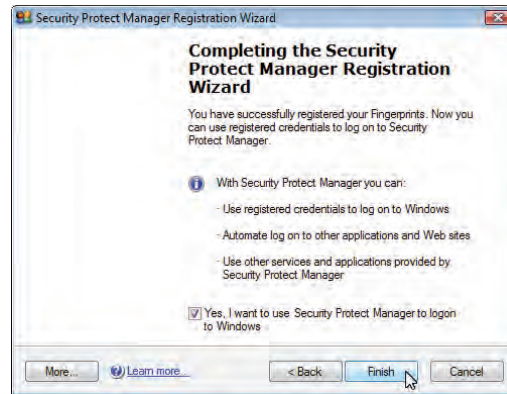 Security Protect Manager Registration Wizard
Completing the Security
Protect Manager Registration
Wizard
You have successfully registered your Fingerprints. Now you
can use registered credentials to log on to Security
Protect Manager.
With Security Protect Manager you can:
- Use registered credentials to log on to Windows
- Automate log on to other applications and Web sites
- Use other services and applications provided by
Security Protect Manager
Yes, I want to use Security Protect Manager to logon
to Windows
More... Learn more... < Back Finish Cancel